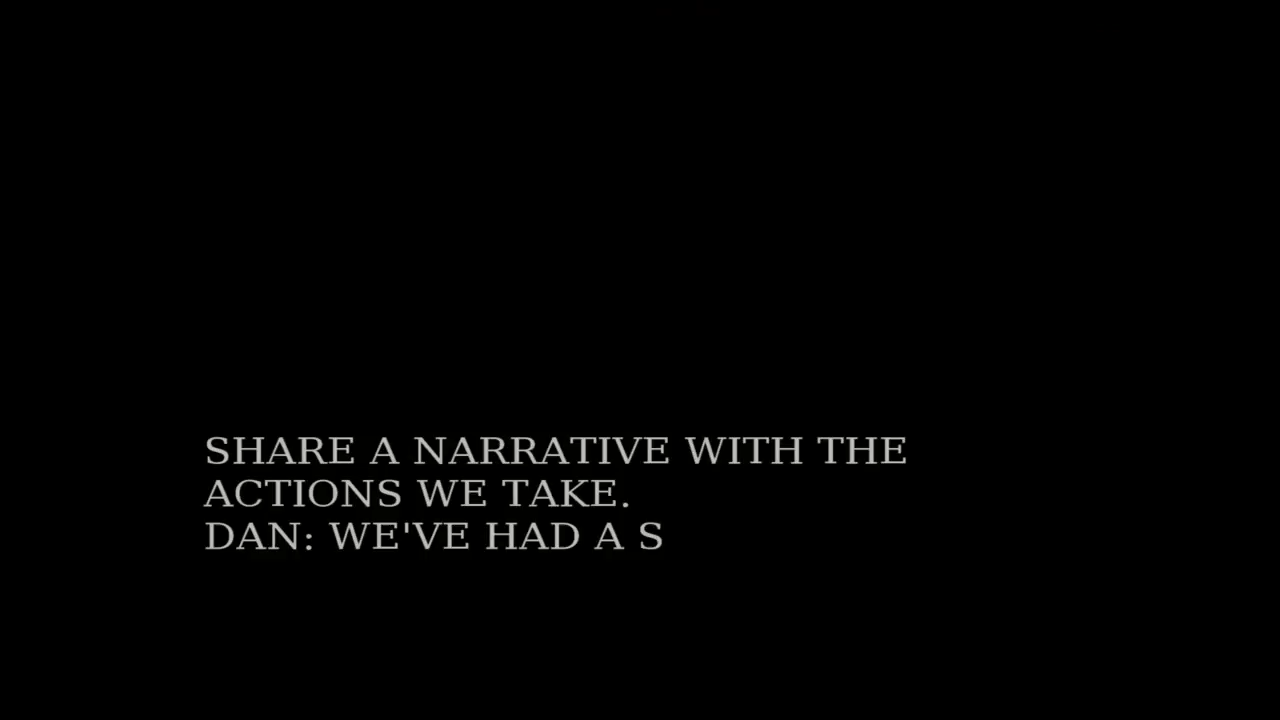 SHARE A NARRATIVE WITH THE
ACTIONS WE TAKE.
DAN: WE'VE HAD A S